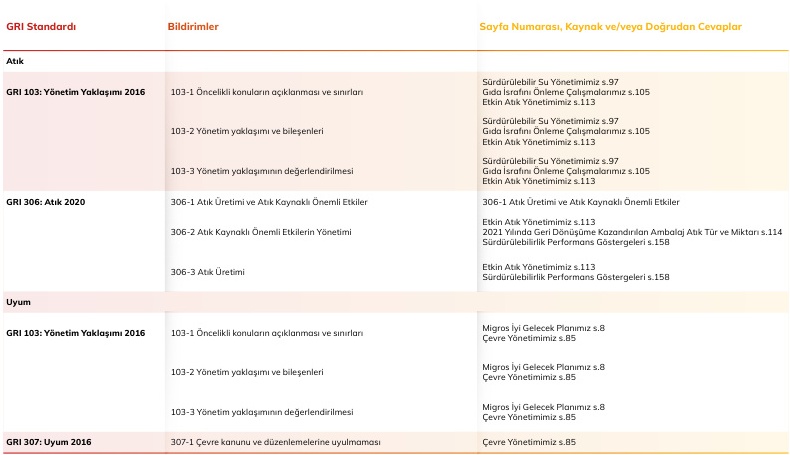 GRI Standardı
Bildirimler
Sayfa Numarası, Kaynak ve/veya Doğrudan Cevaplar
Atık
GRI 103: Yönetim Yaklaşımı 2016
103-1 Öncelikli konuların açıklanması ve sınırları
Sürdürülebilir Su Yönetimimiz s.97
Gıda İsrafını Önleme Çalışmalarımız s.105
Etkin Atık Yönetimimiz s.113
103-2 Yönetim yaklaşımı ve bileşenleri
Sürdürülebilir Su Yönetimimiz s.97
Gıda İsrafını Önleme Çalışmalarımız s.105
Etkin Atık Yönetimimiz s.113
103-3 Yönetim yaklaşımının değerlendirilmesi
Sürdürülebilir Su Yönetimimiz s.97
Gıda İsrafını Önleme Çalışmalarımız s.105
Etkin Atık Yönetimimiz s.113
GRI 306: Atık 2020
306-1 Atık Üretimi ve Atık Kaynaklı Önemli Etkiler
306-1 Atık Üretimi ve Atık Kaynaklı Önemli Etkiler
306-2 Atık Kaynaklı Önemli Etkilerin Yönetimi
Etkin Atık Yönetimimiz s.113
2021 Yılında Geri Dönüşüme Kazandırılan Ambalaj Atık Tür ve Miktarı s.114
Sürdürülebilirlik Performans Göstergeleri s.158
306-3 Atık Üretimi
Etkin Atık Yönetimimiz s.113
Sürdürülebilirlik Performans Göstergeleri s.158
Uyum
GRI 103: Yönetim Yaklaşımı 2016
103-1 Öncelikli konuların açıklanması ve sınırları
Migros İyi Gelecek Planımız s.8
Çevre Yönetimimiz s.85
103-2 Yönetim yaklaşımı ve bileşenleri
Migros İyi Gelecek Planımız s.8
Çevre Yönetimimiz s.85
103-3 Yönetim yaklaşımının değerlendirilmesi
Migros İyi Gelecek Planımız s.8
Çevre Yönetimimiz s.85
GRI 307: Uyum 2016
307-1 Çevre kanunu ve düzenlemelerine uyulmaması
Çevre Yönetimimiz s.85